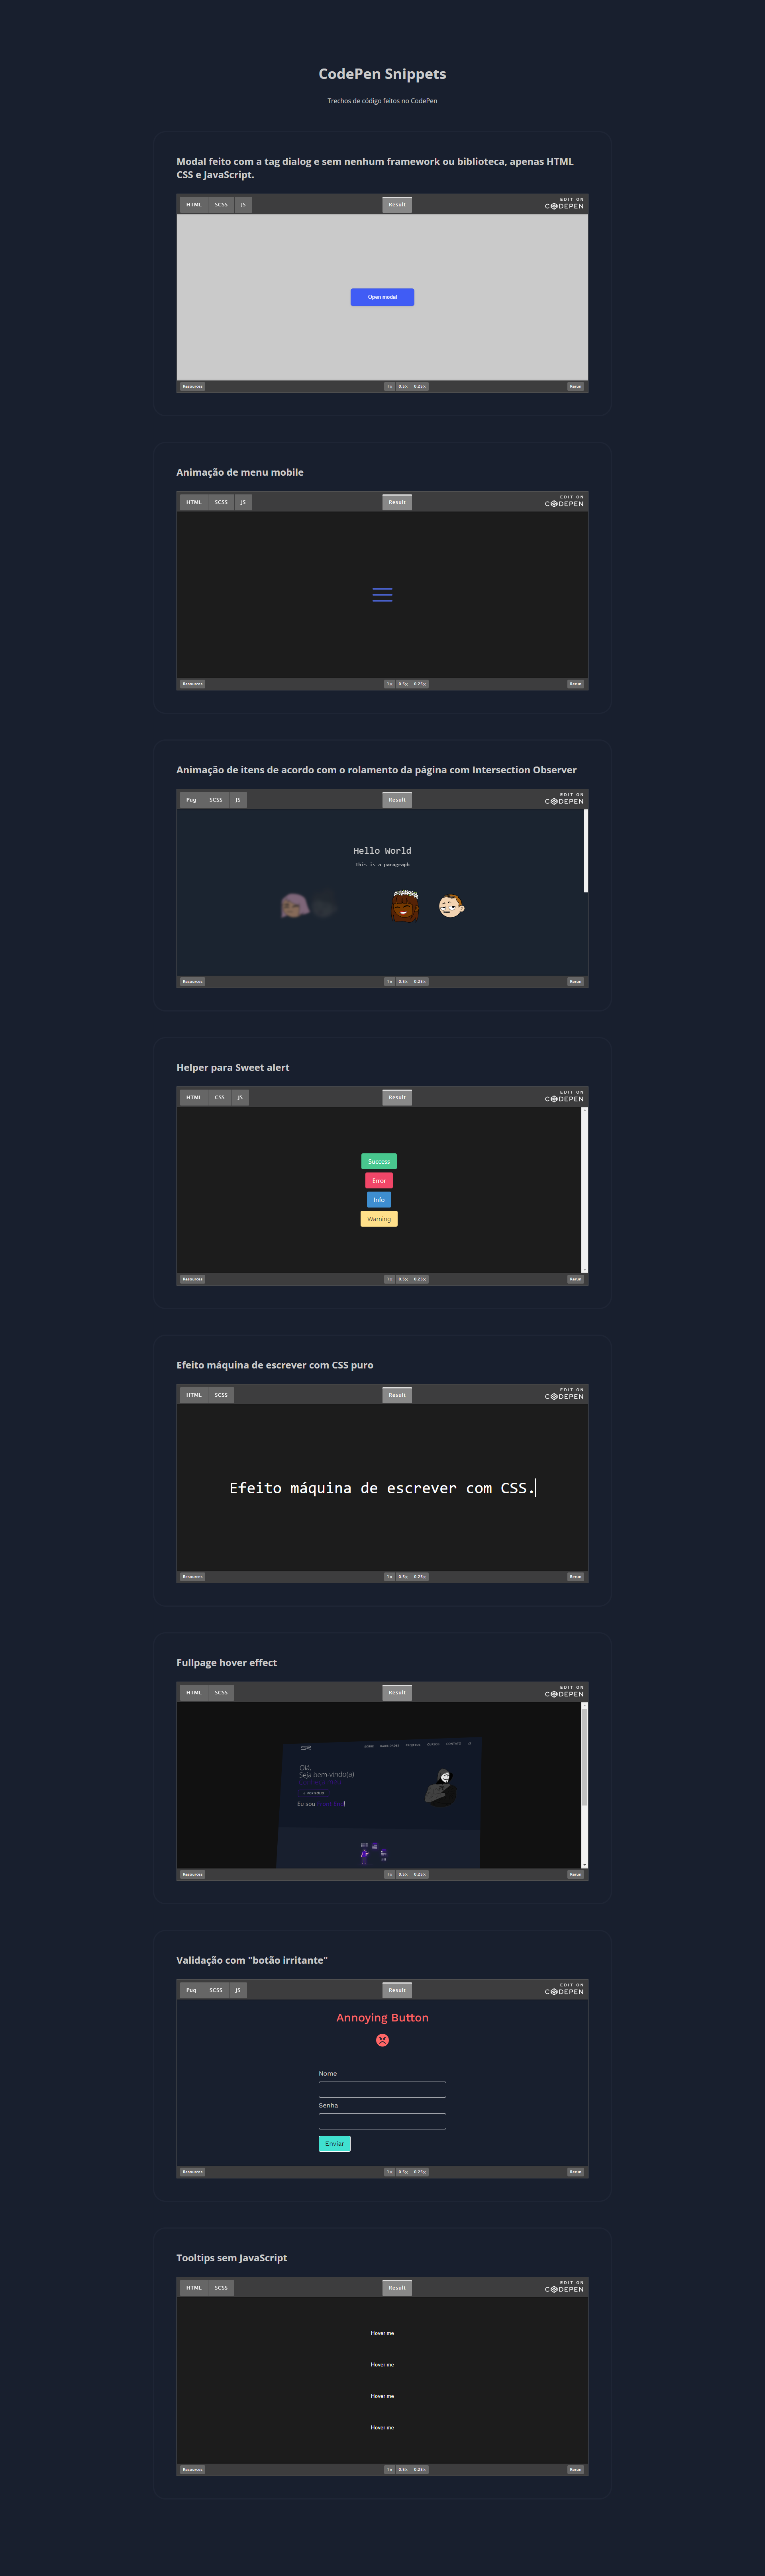 CodePen Snippets
Trechos de código feitos no CodePen
Modal feito com a tag dialog e sem nenhum framework ou biblioteca, apenas HTML
CSS e JavaScript.
HTML SCSS JS Result EDIT ON
CODEPEN
Open modal
Resources 1x 0.5x 0.25x Rerun
Animação de menu mobile
HTML SCSS JS Result EDIT ON
CODEPEN
Resources 1x 0.5x 0.25x Rerun
Animação de itens de acordo com o rolamento da página com Intersection Observer
Pug SCSS JS Result EDIT ON
CODEPEN
Hello World
This is a paragraph
Resources 1x 0.5x 0.25x Rerun
Helper para Sweet alert
HTML CSS JS Result EDIT ON
CODEPEN
Success
Error
Info
Warning
Resources 1x 0.5x 0.25x Rerun
Efeito máquina de escrever com CSS puro
HTML SCSS Result EDIT ON
CODEPEN
Efeito máquina de escrever com CSS.
Resources 1x 0.5x 0.25x Rerun
Fullpage hover effect
HTML SCSS Result EDIT ON
CODEPEN
Olá,
Seja bem-vindo(a)
Eu sou
Resources 1x 0.5x 0.25x Rerun
Validação com "botão irritante"
Pug SCSS JS Result EDIT ON
CODEPEN
Annoying Button
Nome
Senha
Enviar
Resources 1x 0.5x 0.25x Rerun
Tooltips sem JavaScript
HTML SCSS Result EDIT ON
CODEPEN
Hover me
Hover me
Hover me
Hover me
Resources 1x 0.5x 0.25x Rerun